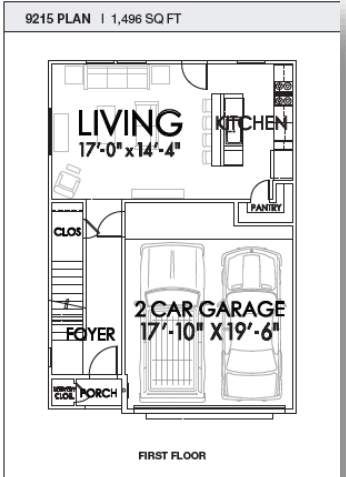 9215 PLAN | 1,496 SQ FT
LIVING
17'-0" x 14'-4"
KITCHEN
PANTRY
CLOS
2 CAR GARAGE
17'-10" X 19'-6"
FOYER
CLOS.
PORCH
FIRST FLOOR